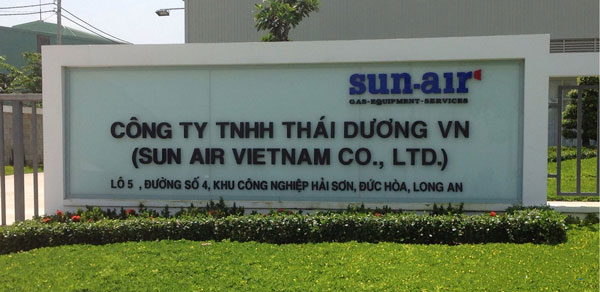 sun-air
GAS-EQUIPMENT-SERVICES
CÔNG TY TNHH THÁI DƯƠNG VN
(SUN AIR VIETNAM CO., LTD.)
LÔ 5 , ĐƯỜNG SỐ 4, KHU CÔNG NGHIỆP HẢI SƠN, ĐỨC HÒA, LONG AN